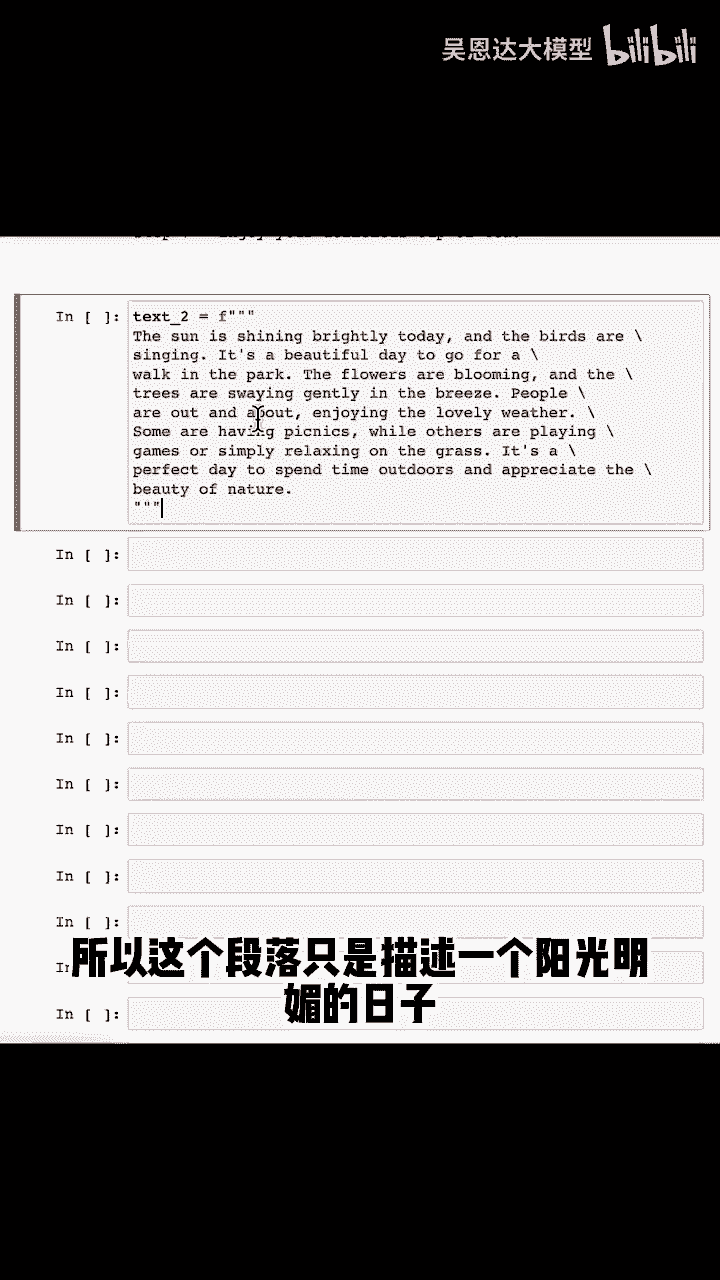 吴恩达大模型 bilibili
In [ ]: text_2 = f"""
The sun is shining brightly today, and the birds are \
singing. It's a beautiful day to go for a \
walk in the park. The flowers are blooming, and the \
trees are swaying gently in the breeze. People \
are out and about, enjoying the lovely weather. \
Some are having picnics, while others are playing \
games or simply relaxing on the grass. It's a \
perfect day to spend time outdoors and appreciate the \
beauty of nature.
"""
In [ ]:
In [ ]:
In [ ]:
In [ ]:
In [ ]:
In [ ]:
In [ ]:
In [ ]:
In [ ]:
In
所以这个段落只是描述一个阳光明
媚的日子
In [ ]: